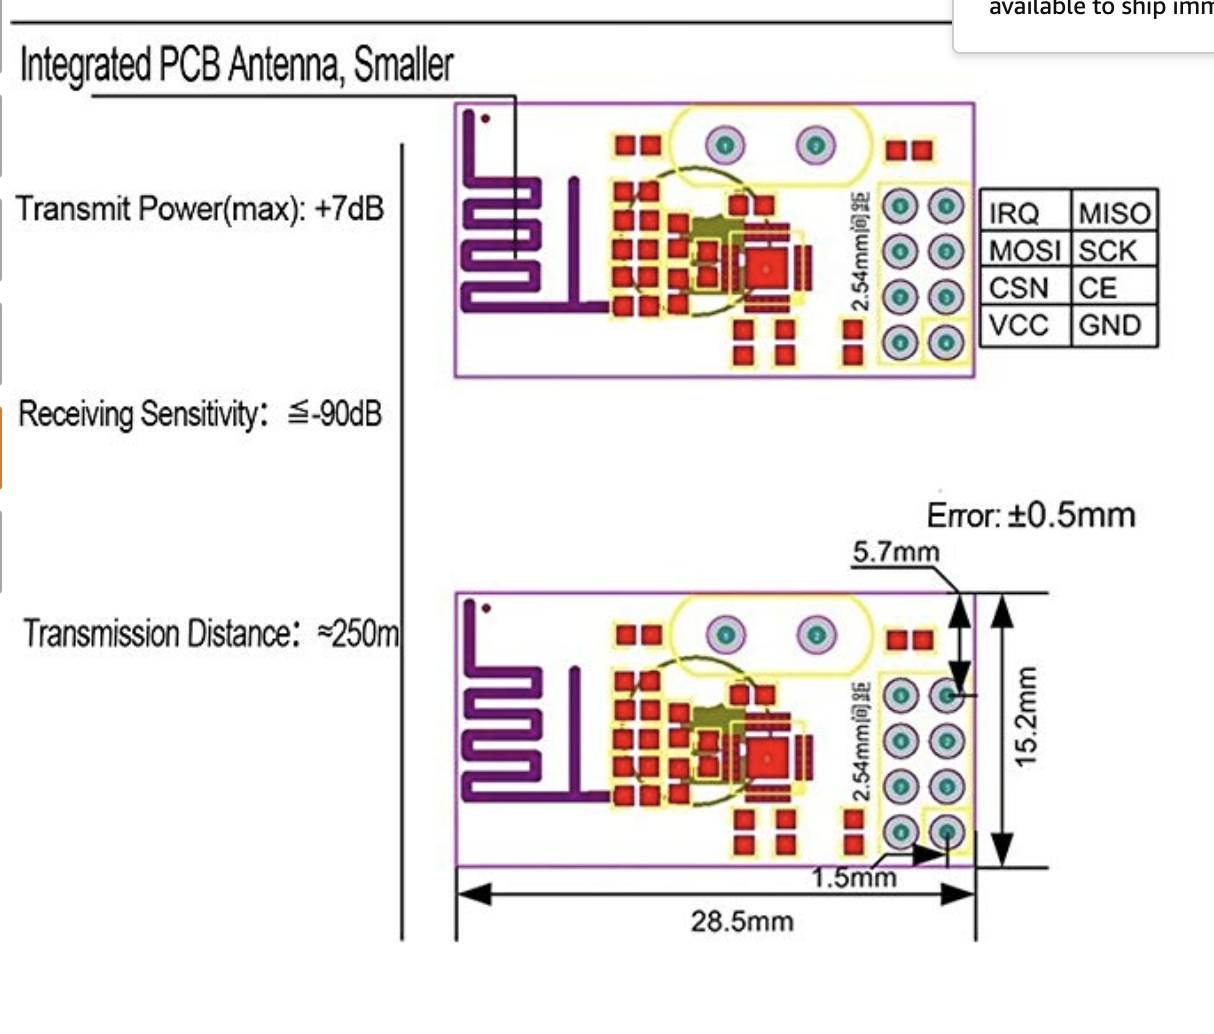 available to ship imm
Integrated PCB Antenna, Smaller
Transmit Power(max): +7dB
2.54mm间距
IRQ MISO
MOSI SCK
CSN CE
VCC GND
Receiving Sensitivity: ≦-90dB
Error: ±0.5mm
5.7mm
Transmission Distance: ≈250m
2.54mm间距
15.2mm
1.5mm
28.5mm